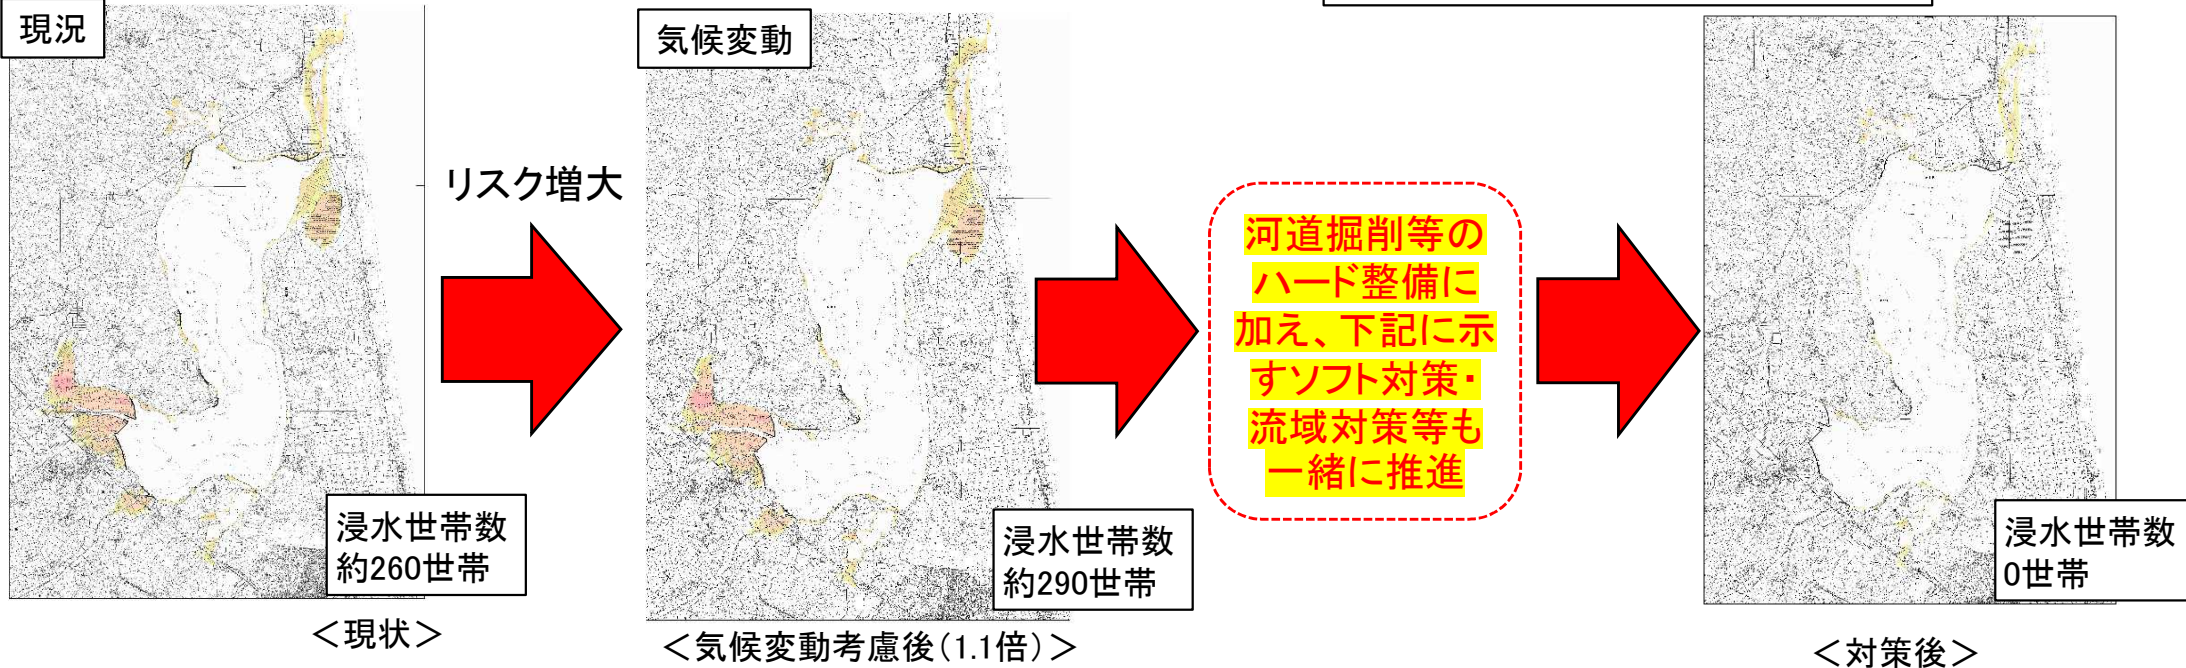 現況
浸水世帯数
約260世帯
＜現状＞
リスク増大
気候変動
浸水世帯数
約290世帯
＜気候変動考慮後（1.1倍）＞
河道掘削等の
ハード整備に
加え、下記に示
すソフト対策・
流域対策等も
一緒に推進
浸水世帯数
0世帯
＜対策後＞